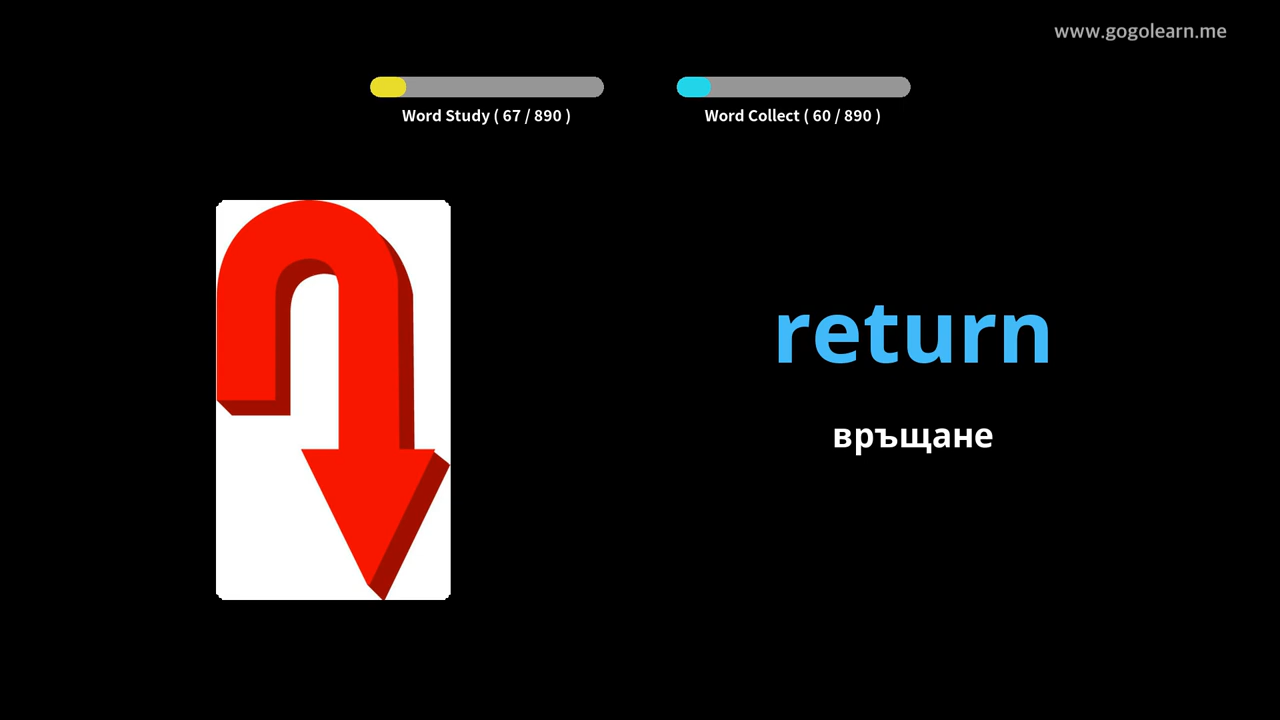 www.gogolearn.me
Word Study ( 67 / 890 )
Word Collect ( 60 / 890 )
return
връщане